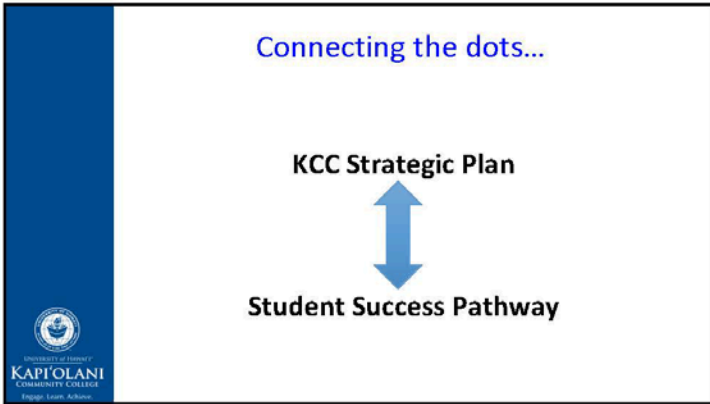 Connecting the dots...
KCC Strategic Plan
Student Success Pathway
UNIVERSITY of HAWAI'I
KAPI'OLANI
COMMUNITY COLLEGE
Engage. Learn. Achieve.